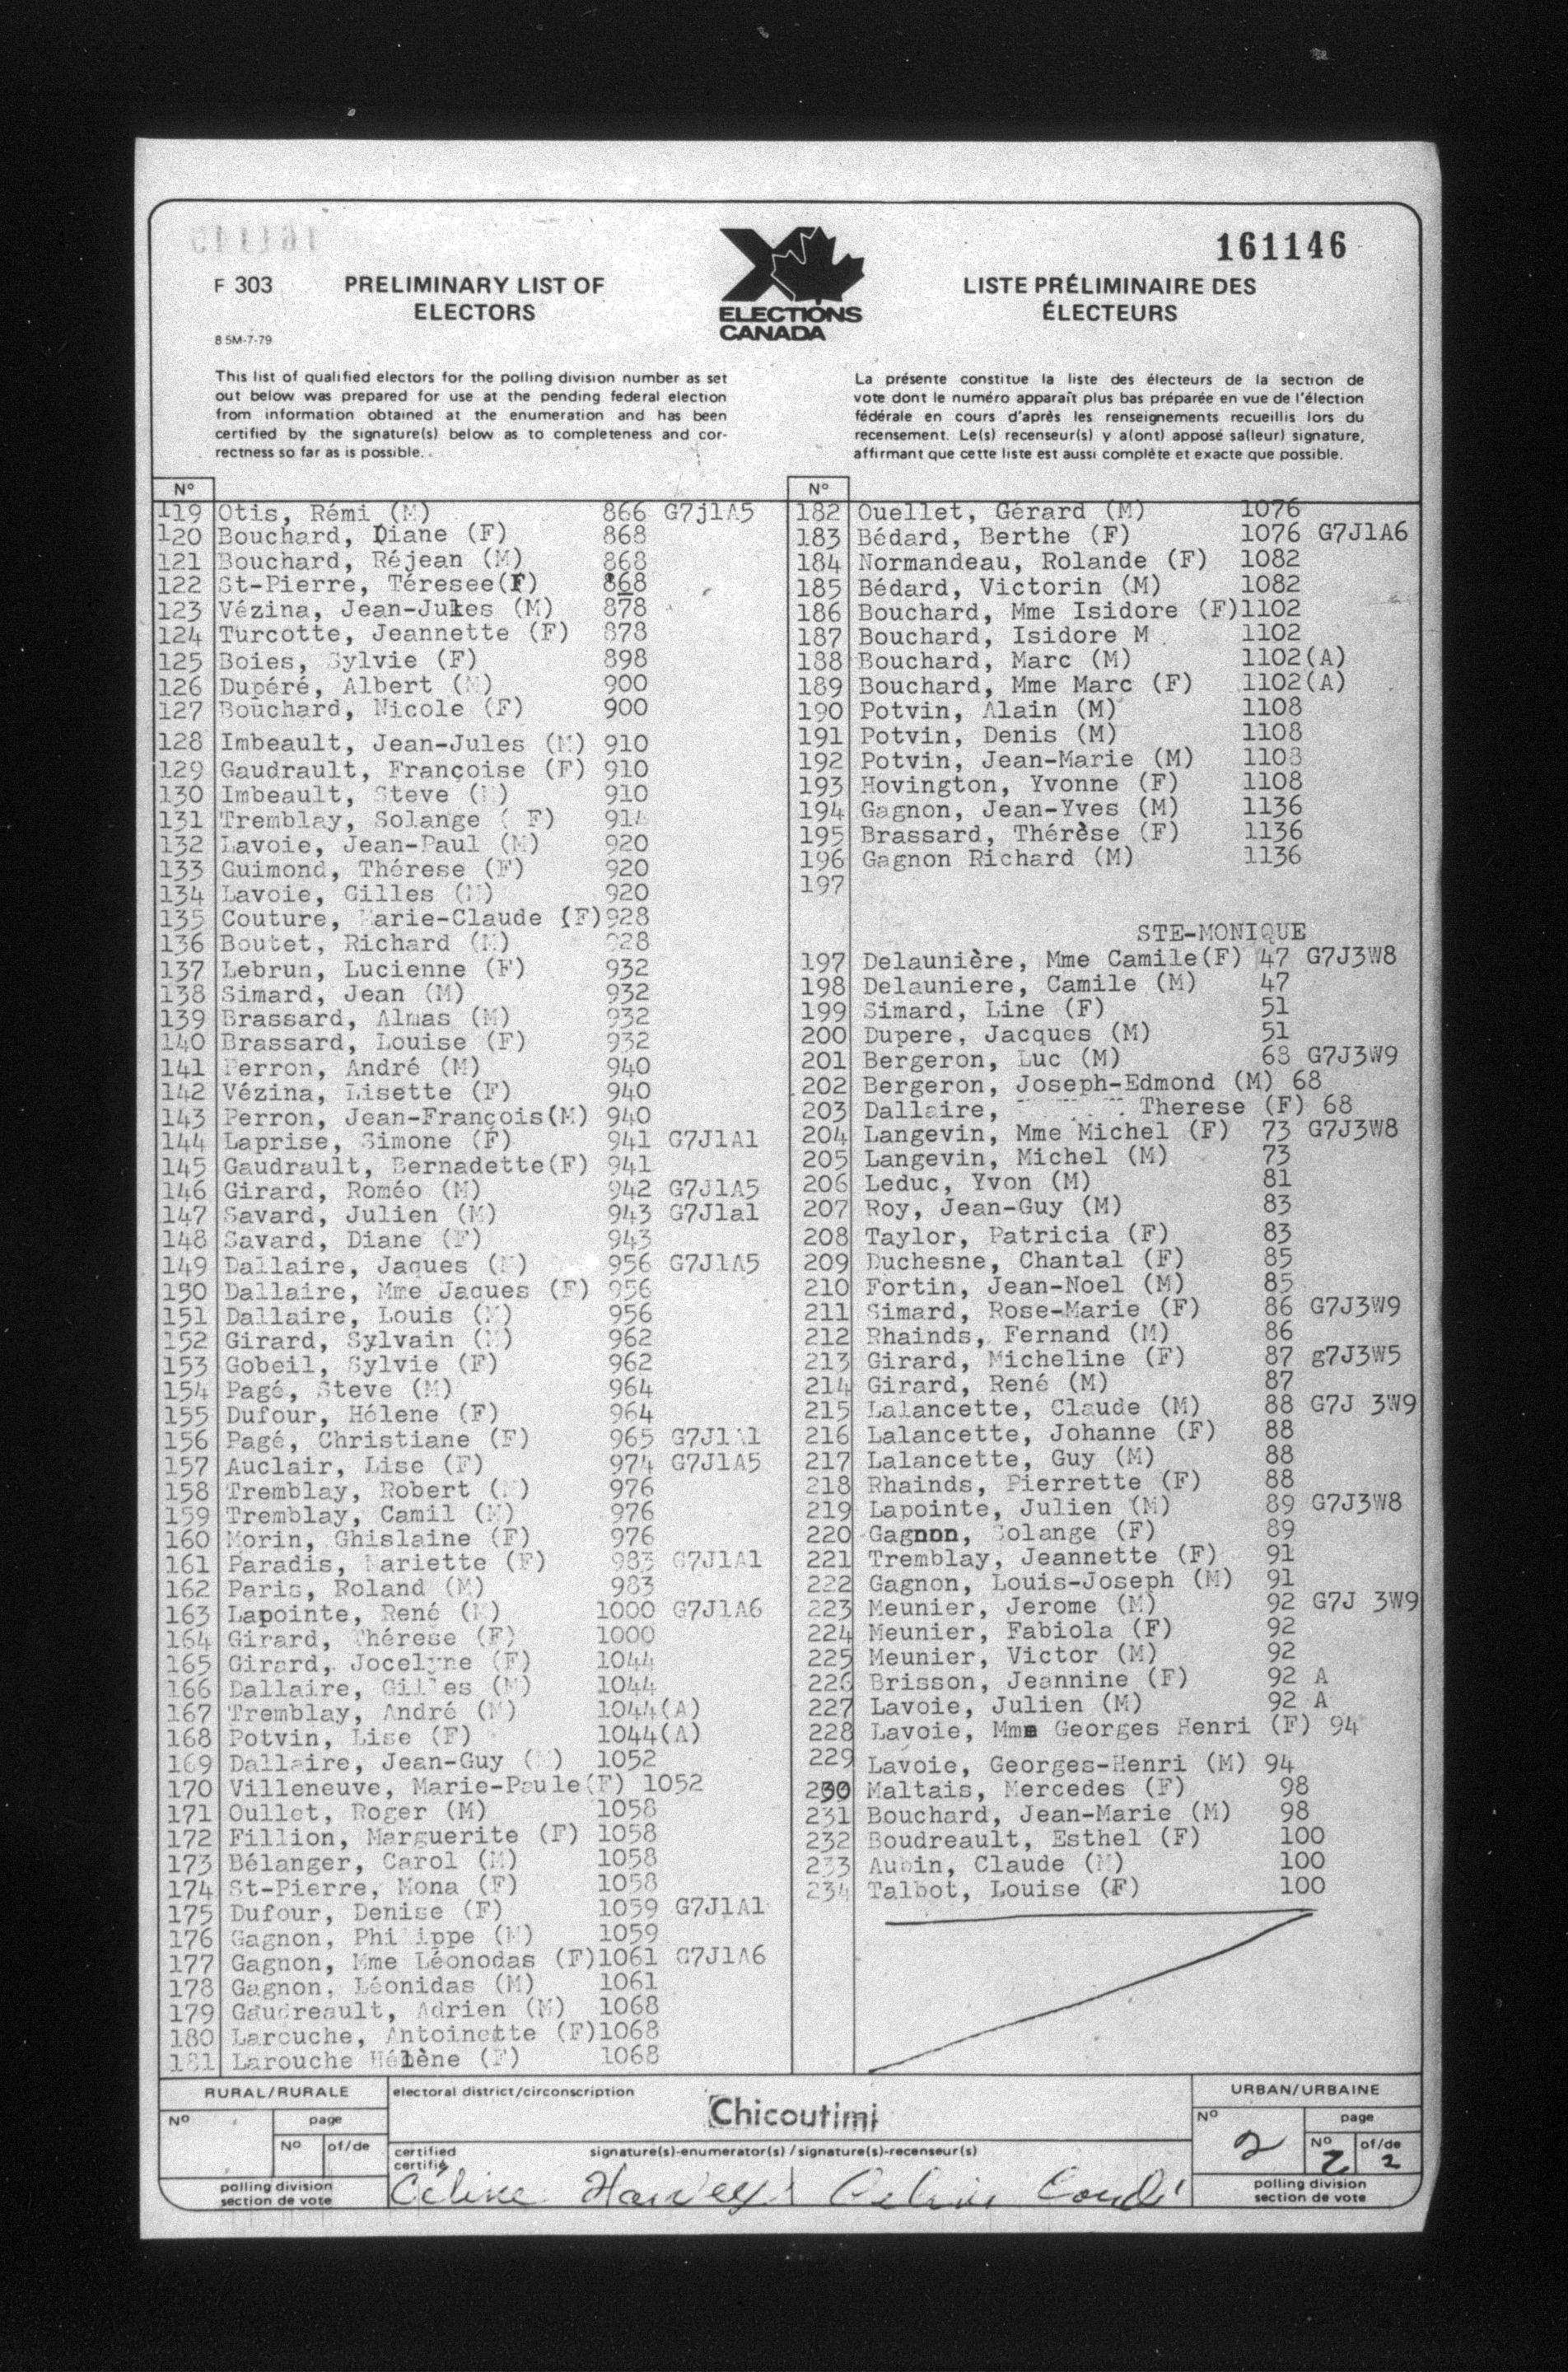 161146
F 303
PRELIMINARY LIST OF
ELECTORS
8 5M-7-79
ELECTIONS
CANADA
LISTE PRÉLIMINAIRE DES
ÉLECTEURS
This list of qualified electors for the polling division number as set
out below was prepared for use at the pending federal election
from information obtained at the enumeration and has been
certified by the signature(s) below as to completeness and cor-
rectness so far as is possible.
La présente constitue la liste des électeurs de la section de
vote dont le numéro apparaît plus bas préparée en vue de l'élection
fédérale en cours d'après les renseignements recueillis lors du
recensement. Le(s) recenseur(s) y a(ont) apposé sa(leur) signature,
affirmant que cette liste est aussi complète et exacte que possible.
Nº
119 Otis, Rémi (M) 866 G7j1A5
120 Bouchard, Diane (F) 868
121 Bouchard, Réjean (M) 868
122 St-Pierre, Téresee(F) 868
123 Vézina, Jean-Jules (M) 878
124 Turcotte, Jeannette (F) 878
125 Boies, Sylvie (F) 898
126 Dupéré, Albert (M) 900
127 Bouchard, Nicole (F) 900
128 Imbeault, Jean-Jules (M) 910
129 Gaudrault, Françoise (F) 910
130 Imbeault, Steve (M) 910
131 Tremblay, Solange ( F) 914
132 Lavoie, Jean-Paul (M) 920
133 Guimond, Thérese (F) 920
134 Lavoie, Gilles (M) 920
135 Couture, Marie-Claude (F)928
136 Boutet, Richard (M) 928
137 Lebrun, Lucienne (F) 932
138 Simard, Jean (M) 932
139 Brassard, Almas (M) 932
140 Brassard, Louise (F) 932
141 Perron, André (M) 940
142 Vézina, Lisette (F) 940
143 Perron, Jean-François(M) 940
144 Laprise, Simone (F) 941 G7J1A1
145 Gaudrault, Bernadette(F) 941
146 Girard, Roméo (M) 942 G7J1A5
147 Savard, Julien (M) 943 G7J1a1
148 Savard, Diane (F) 943
149 Dallaire, Jaques (M) 956 G7J1A5
150 Dallaire, Mme Jaques (F) 956
151 Dallaire, Louis (M) 956
152 Girard, Sylvain (M) 962
153 Gobeil, Sylvie (F) 962
154 Pagé, Steve (M) 964
155 Dufour, Hélene (F) 964
156 Pagé, Christiane (F) 965 G7J1A1
157 Auclair, Lise (F) 974 G7J1A5
158 Tremblay, Robert (M) 976
159 Tremblay, Camil (M) 976
160 Morin, Ghislaine (F) 976
161 Paradis, Mariette (F) 983 G7J1A1
162 Paris, Roland (M) 983
163 Lapointe, René (M) 1000 G7J1A6
164 Girard, Thérese (F) 1000
165 Girard, Jocelyne (F) 1044
166 Dallaire, Gilles (M) 1044
167 Tremblay, André (M) 1044(A)
168 Potvin, Lise (F) 1044(A)
169 Dallaire, Jean-Guy (M) 1052
170 Villeneuve, Marie-Paule(F) 1052
171 Oullet, Roger (M) 1058
172 Fillion, Marguerite (F) 1058
173 Bélanger, Carol (M) 1058
174 St-Pierre, Mona (F) 1058
175 Dufour, Denise (F) 1059 G7J1A1
176 Gagnon, Philippe (M) 1059
177 Gagnon, Mme Léonodas (F)1061 G7J1A6
178 Gagnon, Léonidas (M) 1061
179 Gaudreault, Adrien (M) 1068
180 Larouche, Antoinette (F)1068
181 Larouche Hélène (F) 1068
Nº
182 Ouellet, Gérard (M) 1076
183 Bédard, Berthe (F) 1076 G7J1A6
184 Normandeau, Rolande (F) 1082
185 Bédard, Victorin (M) 1082
186 Bouchard, Mme Isidore (F)1102
187 Bouchard, Isidore M 1102
188 Bouchard, Marc (M) 1102(A)
189 Bouchard, Mme Marc (F) 1102(A)
190 Potvin, Alain (M) 1108
191 Potvin, Denis (M) 1108
192 Potvin, Jean-Marie (M) 1108
193 Hovington, Yvonne (F) 1108
194 Gagnon, Jean-Yves (M) 1136
195 Brassard, Thérèse (F) 1136
196 Gagnon Richard (M) 1136
197
STE-MONIQUE
197 Delaunière, Mme Camile(F) 47 G7J3W8
198 Delauniere, Camile (M) 47
199 Simard, Line (F) 51
200 Dupere, Jacques (M) 51
201 Bergeron, Luc (M) 68 G7J3W9
202 Bergeron, Joseph-Edmond (M) 68
203 Dallaire, Therese (F) 68
204 Langevin, Mme Michel (F) 73 G7J3W8
205 Langevin, Michel (M) 73
206 Leduc, Yvon (M) 81
207 Roy, Jean-Guy (M) 83
208 Taylor, Patricia (F) 83
209 Duchesne, Chantal (F) 85
210 Fortin, Jean-Noel (M) 85
211 Simard, Rose-Marie (F) 86 G7J3W9
212 Rhainds, Fernand (M) 86
213 Girard, Micheline (F) 87 g7J3W5
214 Girard, René (M) 87
215 Lalancette, Claude (M) 88 G7J 3W9
216 Lalancette, Johanne (F) 88
217 Lalancette, Guy (M) 88
218 Rhainds, Pierrette (F) 88
219 Lapointe, Julien (M) 89 G7J3W8
220 Gagnon, Solange (F) 89
221 Tremblay, Jeannette (F) 91
222 Gagnon, Louis-Joseph (M) 91
223 Meunier, Jerome (M) 92 G7J 3W9
224 Meunier, Fabiola (F) 92
225 Meunier, Victor (M) 92
226 Brisson, Jeannine (F) 92 A
227 Lavoie, Julien (M) 92 A
228 Lavoie, Mme Georges Henri (F) 94
229 Lavoie, Georges-Henri (M) 94
230 Maltais, Mercedes (F) 98
231 Bouchard, Jean-Marie (M) 98
232 Boudreault, Esthel (F) 100
233 Aubin, Claude (M) 100
234 Talbot, Louise (F) 100
RURAL/RURALE
Nº
page
Nº of/de
polling division
section de vote
electoral district/circonscription
Chicoutimi
certified
certifié
signature(s)-enumerator(s) / signature(s)-recenseur(s)
Céline Harvey
URBAN/URBAINE
Nº 2
page
Nº 2 of/de 2
polling division
section de vote